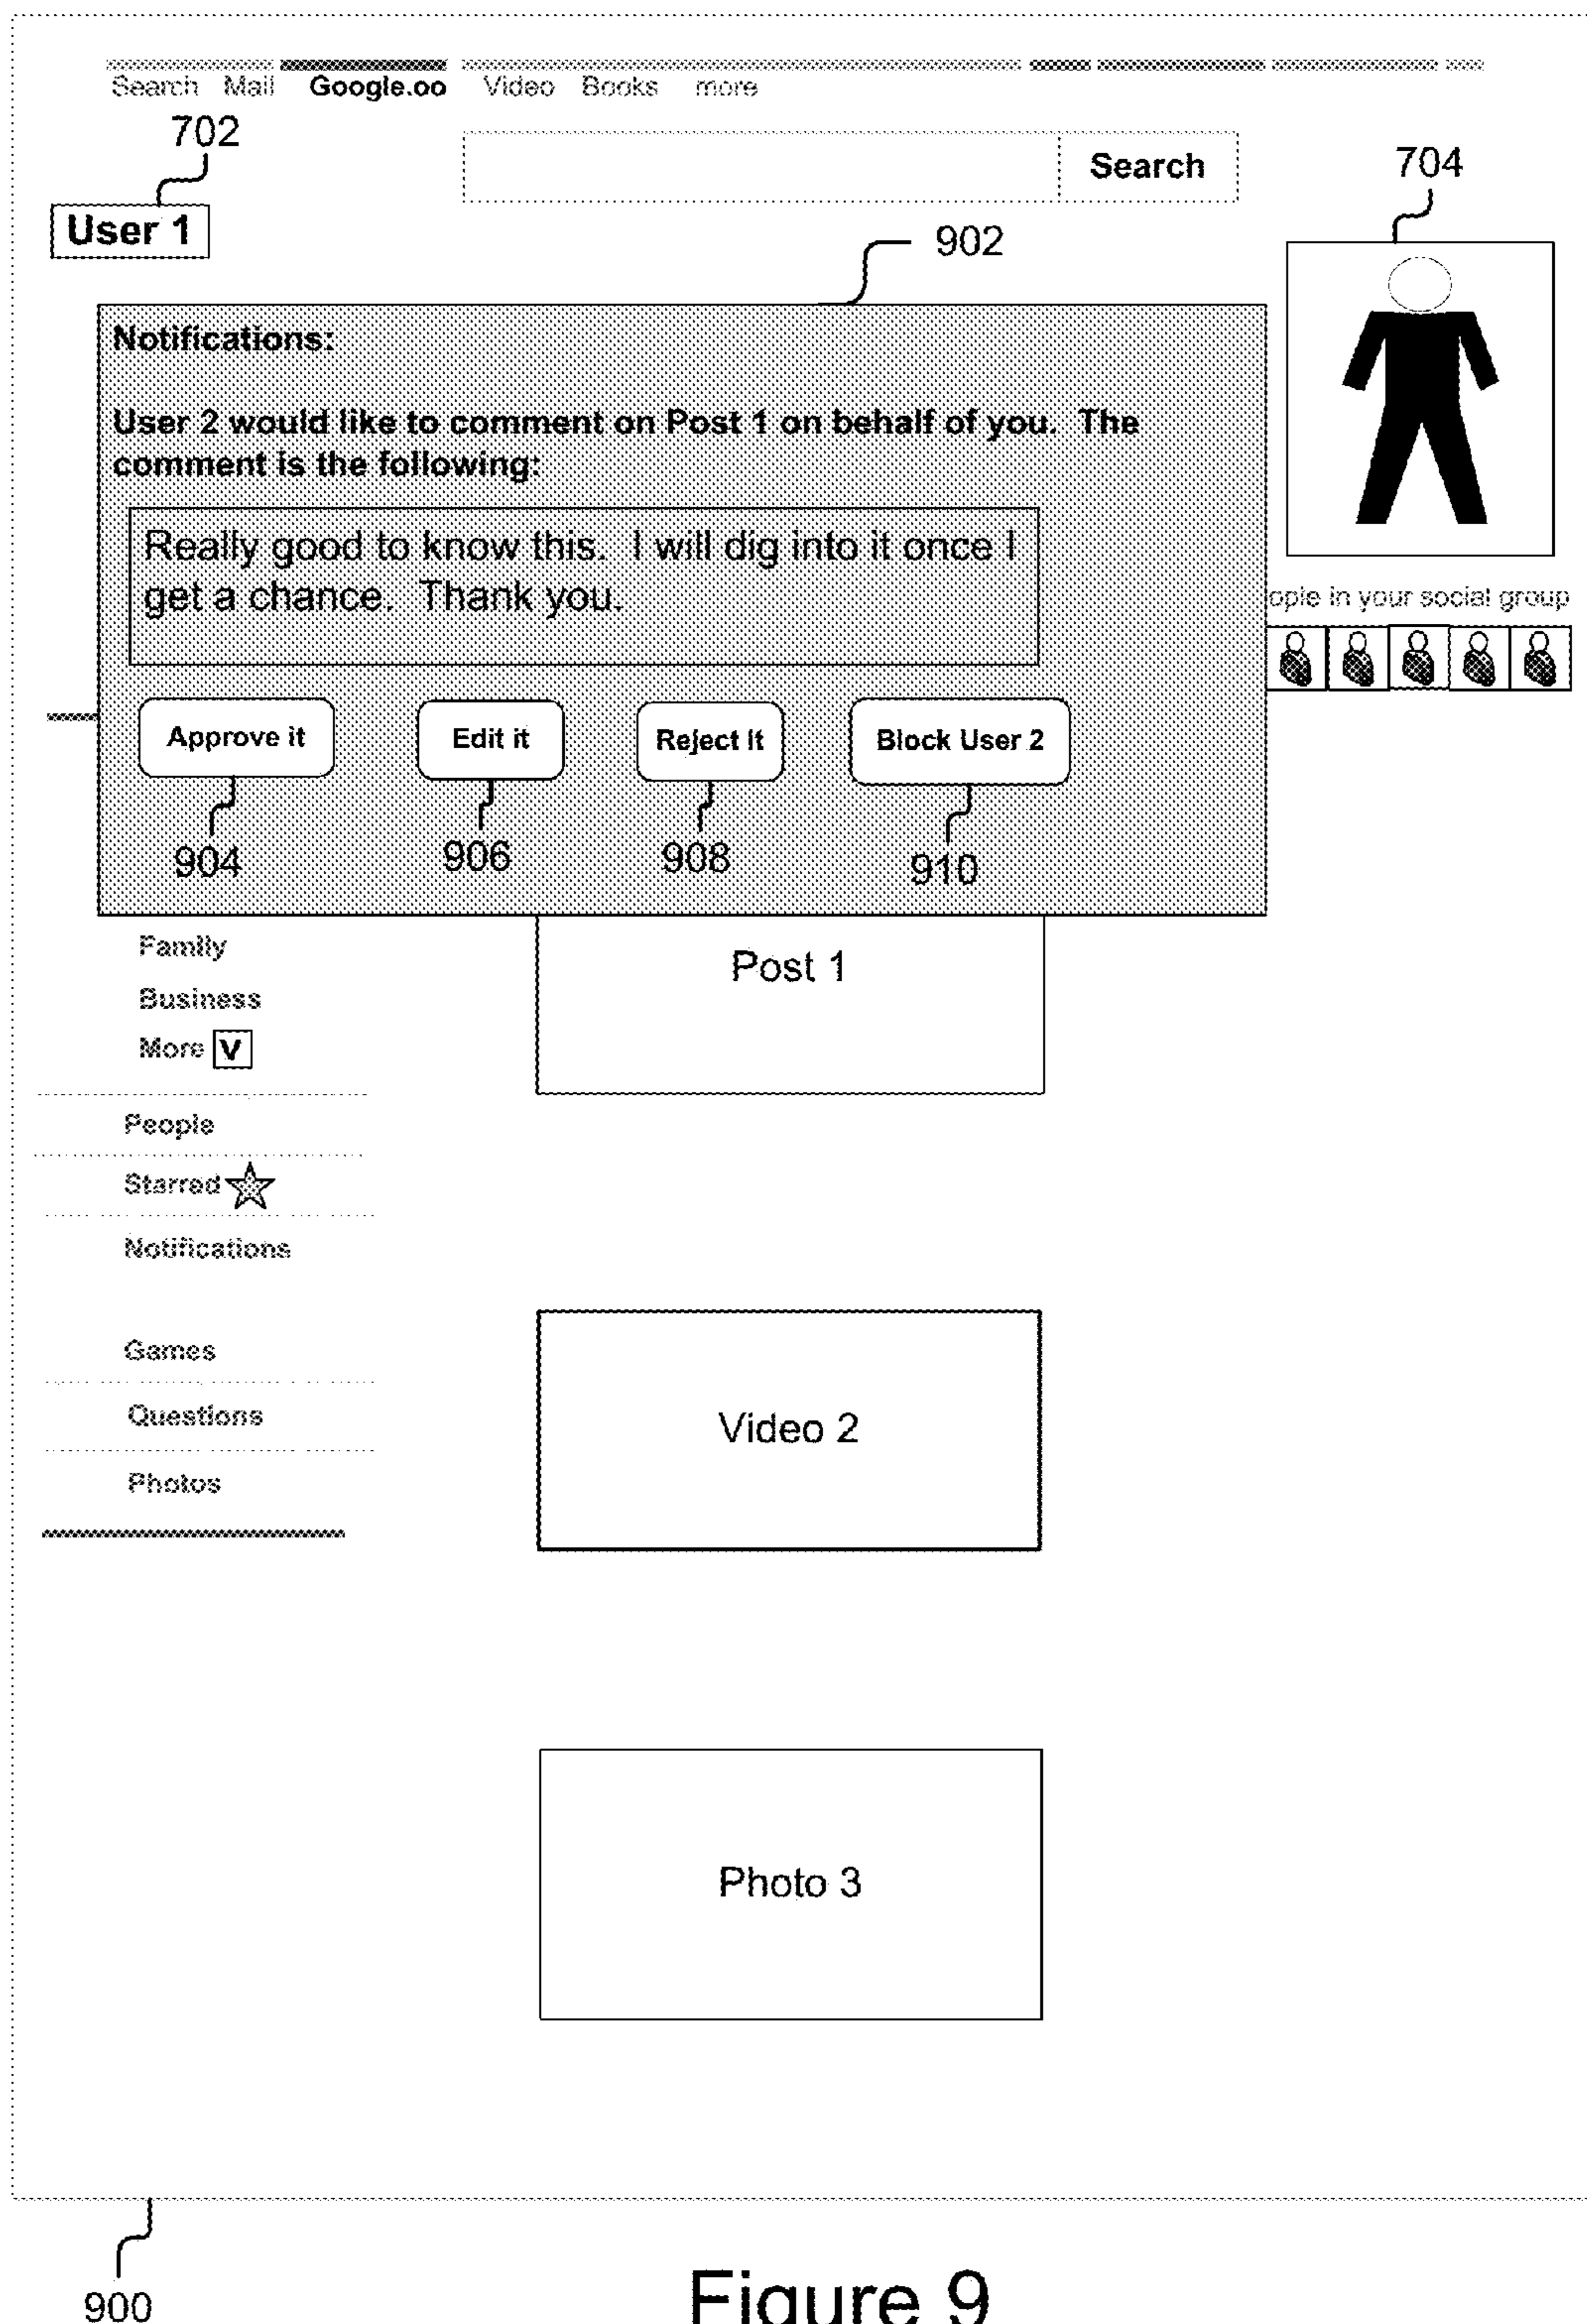 Search Mail Google.oo Video Books more
702
Search
704
User 1
902
Notifications:
User 2 would like to comment on Post 1 on behalf of you. The
comment is the following:
Really good to know this. I will dig into it once I
get a chance. Thank you.
ople in your social group
Approve it Edit it Reject It Block User 2
904 906 908 910
Family
Post 1
Business
More V
People
Starred
Notifications
Games
Questions
Video 2
Photos
Photo 3
900
Figure 9